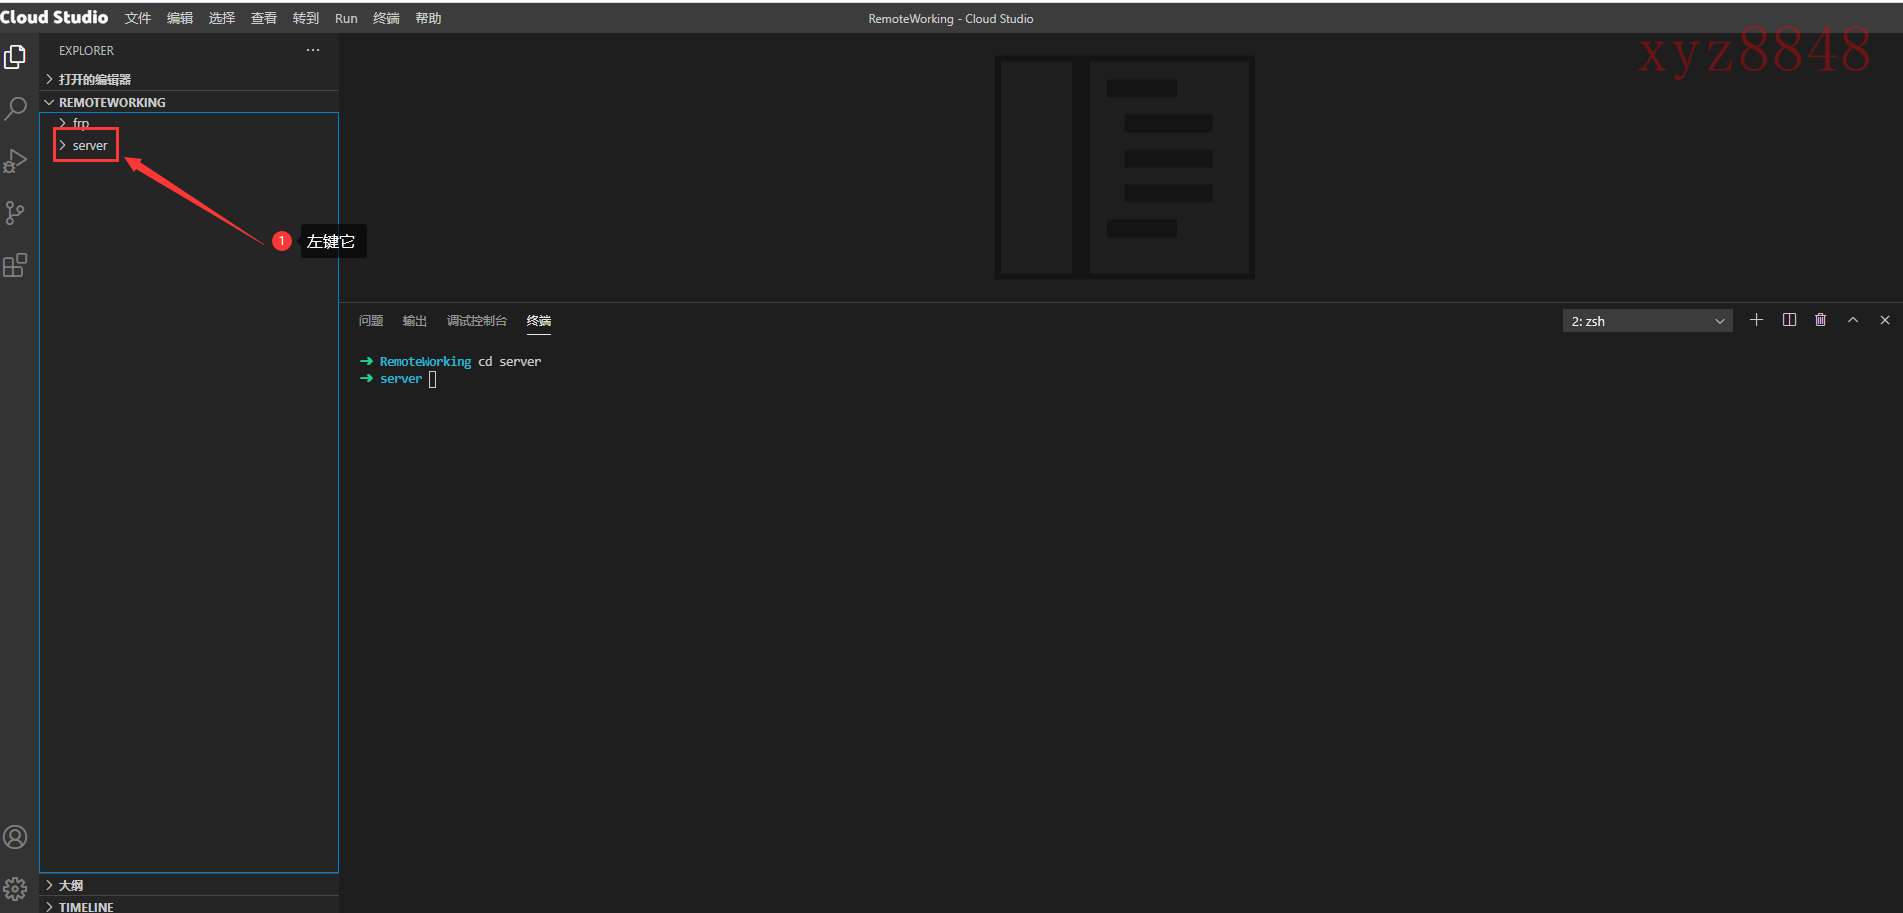 Cloud Studio 文件 编辑 选择 查看 转到 Run 终端 帮助
RemoteWorking - Cloud Studio
xyz8848
EXPLORER
打开的编辑器
REMOTEWORKING
frp
server
1 左键它
问题 输出 调试控制台 终端
2: zsh
➜ RemoteWorking cd server
➜ server
大纲
TIMELINE